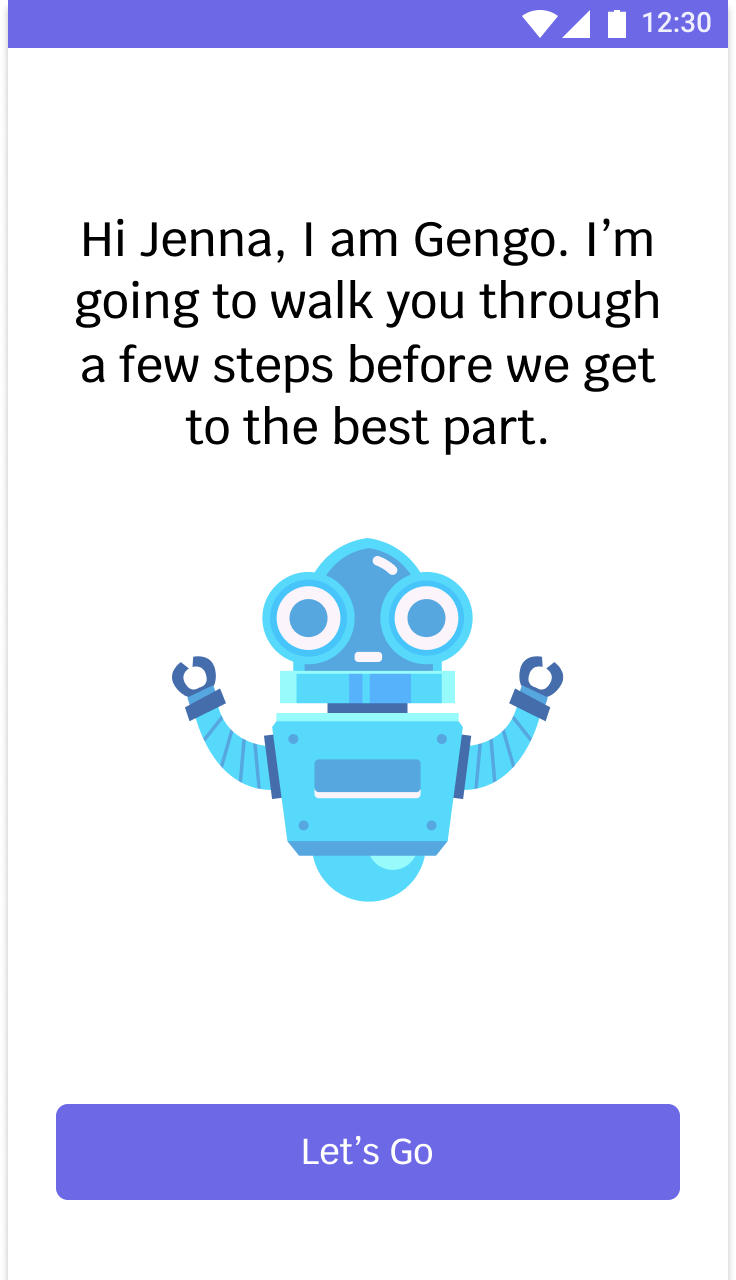 12:30
Hi Jenna, I am Gengo. I’m
going to walk you through
a few steps before we get
to the best part.
Let’s Go